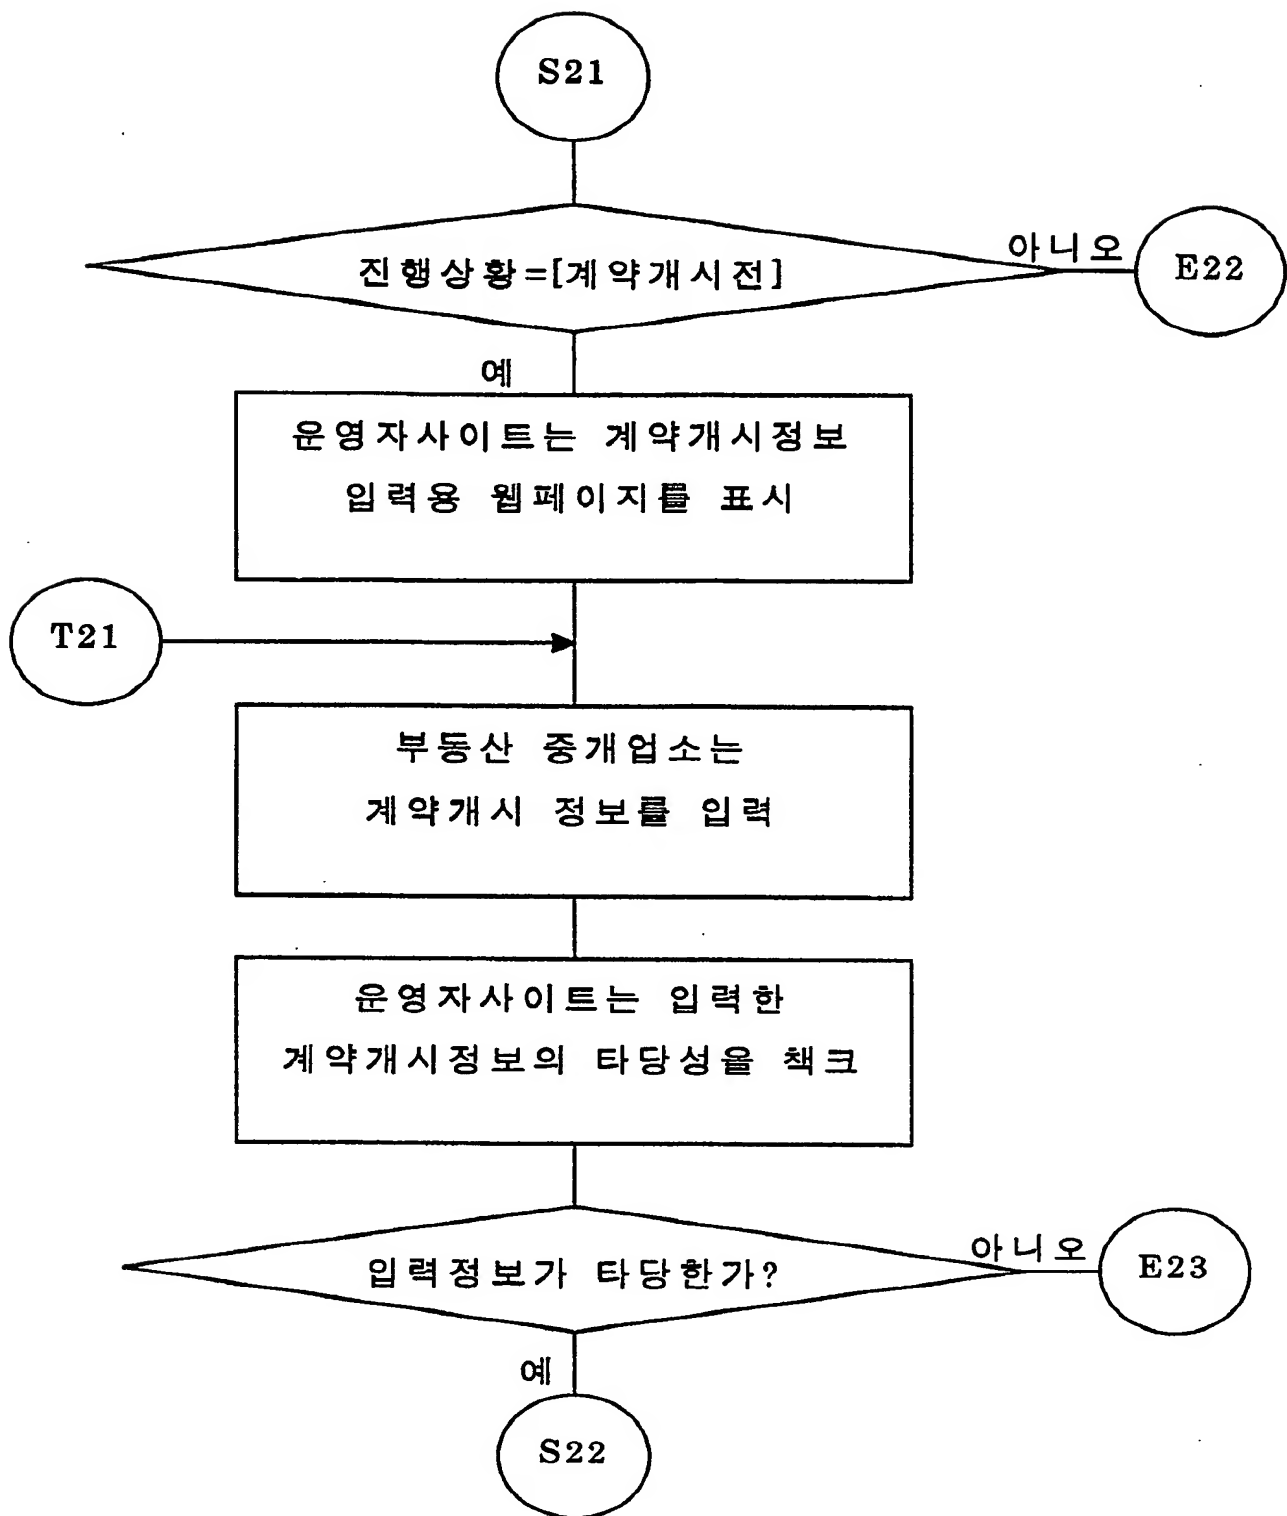 S21
진행상황=[계약개시전]
아니오
E22
예
운영자사이트는 계약개시정보
입력용 웹페이지를 표시
T21
부동산 중개업소는
계약개시 정보를 입력
운영자사이트는 입력한
계약개시정보의 타당성을 책크
입력정보가 타당한가?
아니오
E23
예
S22